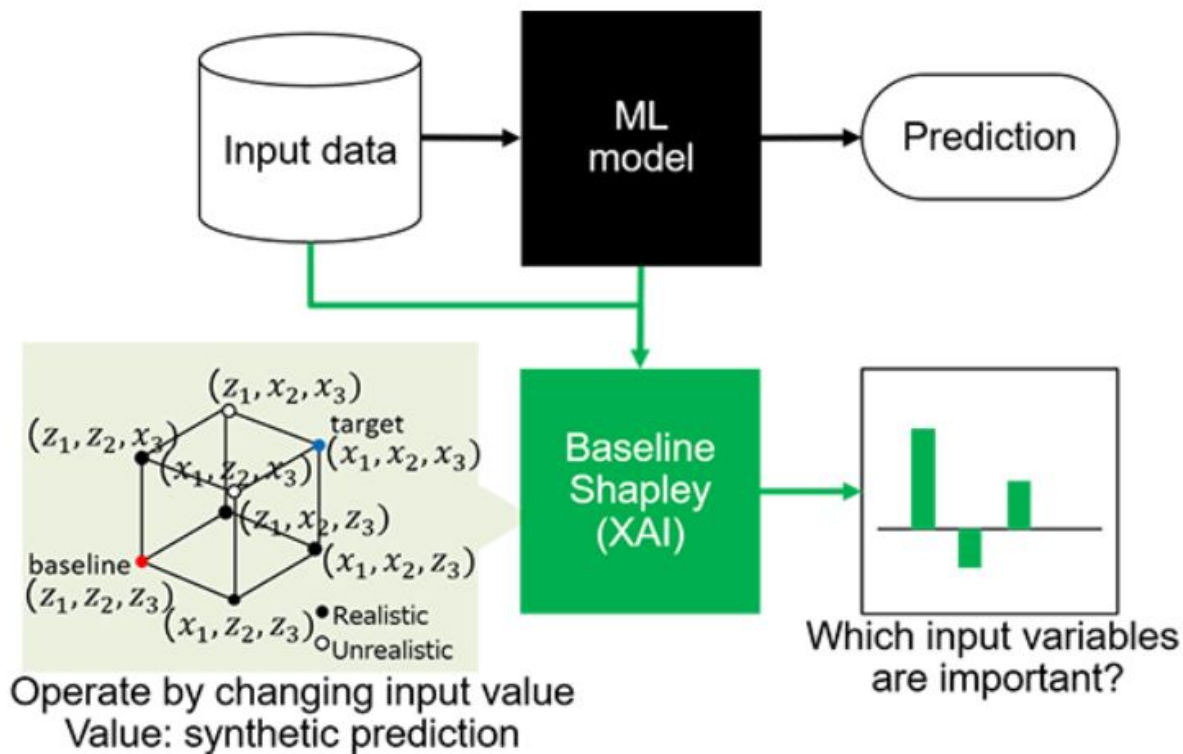 Input data
ML
model
Prediction
(z₁, x₂, x₃)
target
(z₁, z₂, x₃)
(x₁, x₂, x₃)
(x₁, z₂, x₃)
(z₁, x₂, z₃)
baseline
(x₁, x₂, z₃)
(z₁, z₂, z₃)
(x₁, z₂, z₃)
Realistic
Unrealistic
Operate by changing input value
Value: synthetic prediction
Baseline
Shapley
(XAI)
Which input variables
are important?